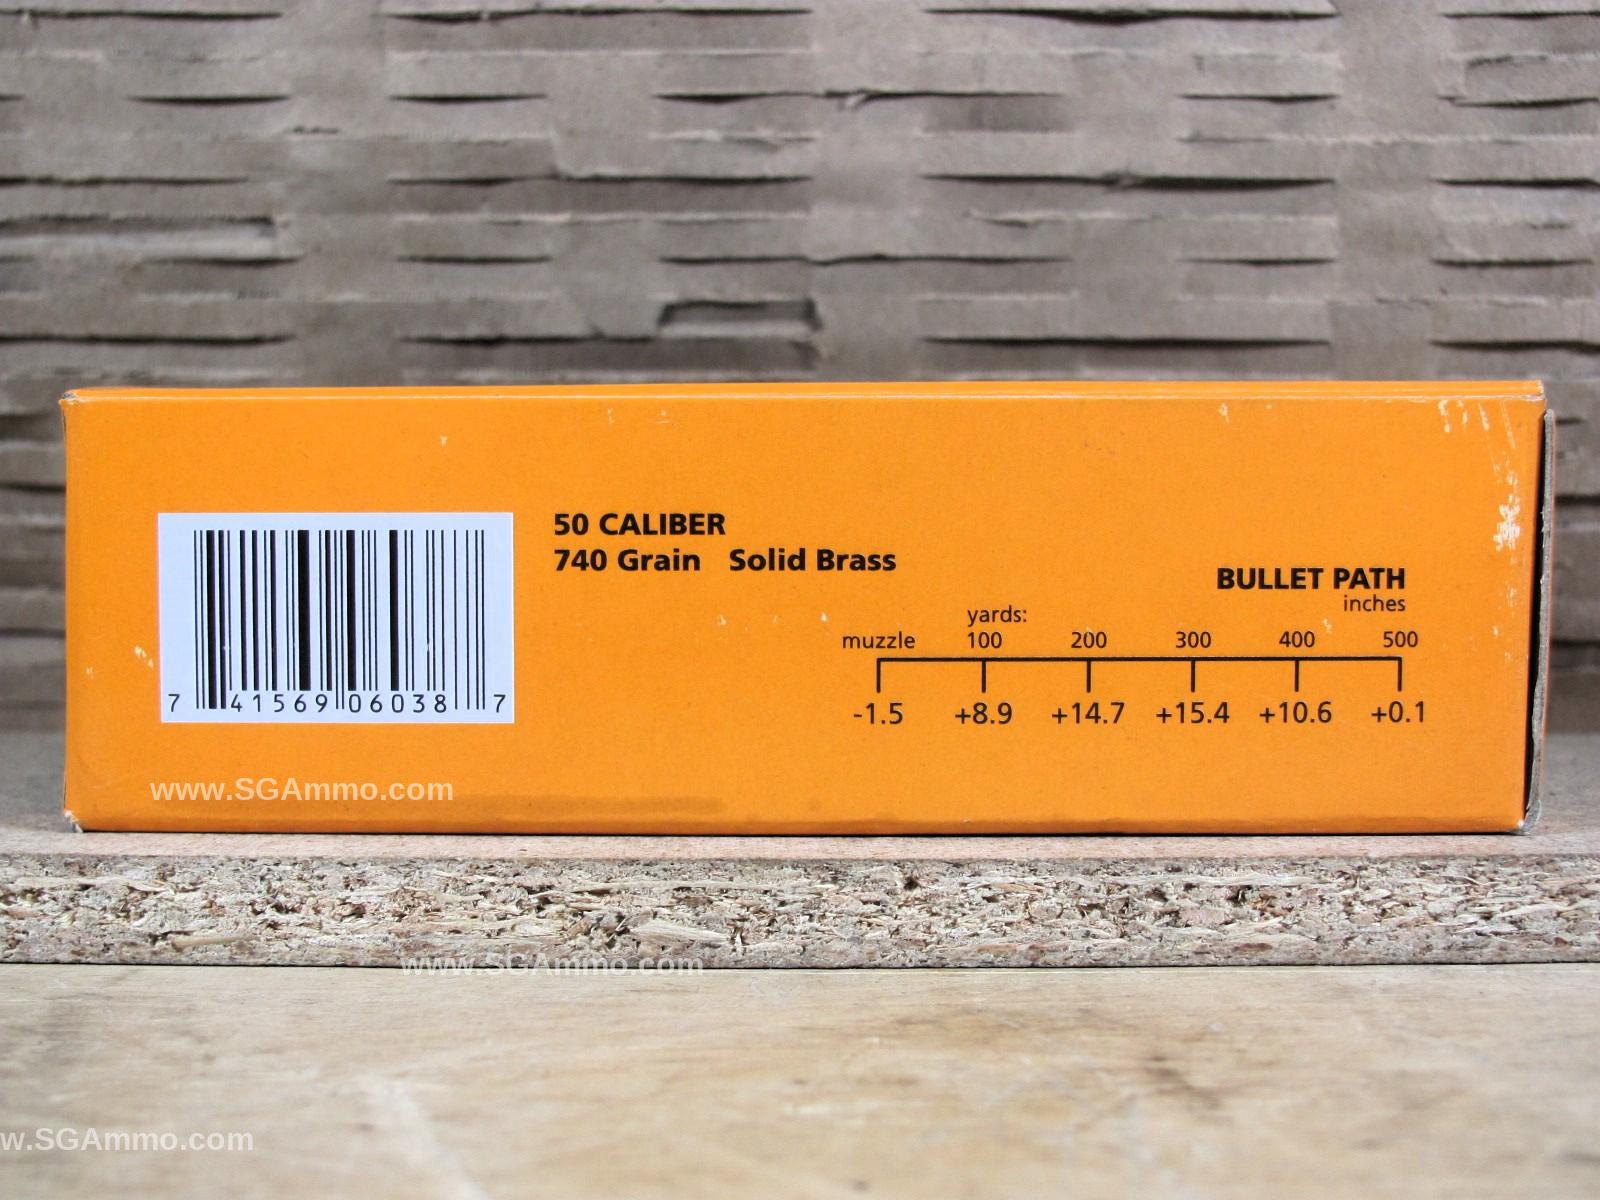 50 CALIBER
740 Grain Solid Brass
BULLET PATH
inches
yards:
muzzle 100 200 300 400 500
-1.5 +8.9 +14.7 +15.4 +10.6 +0.1
7 41569 06038 7
www.SGAmmo.com
www.SGAmmo.com
w.SGAmmo.com